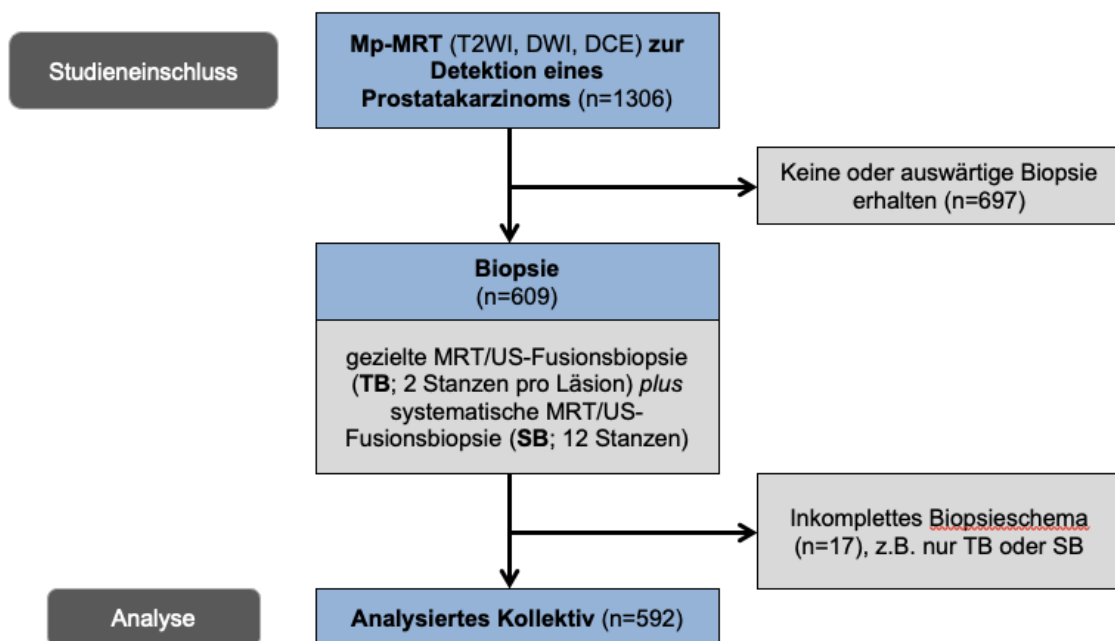 Studieneinschluss
Mp-MRT (T2WI, DWI, DCE) zur
Detektion eines
Prostatakarzinoms (n=1306)
Keine oder auswärtige Biopsie
erhalten (n=697)
Biopsie
(n=609)
gezielte MRT/US-Fusionsbiopsie
(TB; 2 Stanzen pro Läsion) plus
systematische MRT/US-
Fusionsbiopsie (SB; 12 Stanzen)
Inkomplettes Biopsieschema
(n=17), z.B. nur TB oder SB
Analyse
Analysiertes Kollektiv (n=592)